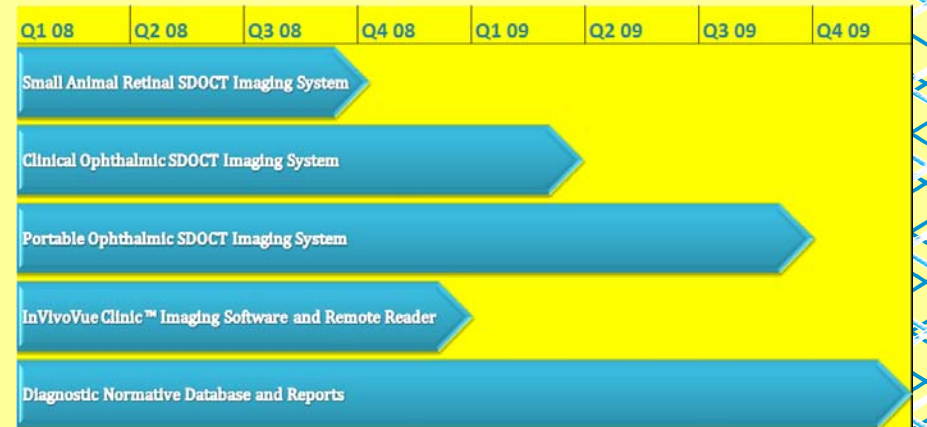 Q1 08 Q2 08 Q3 08 Q4 08 Q1 09 Q2 09 Q3 09 Q4 09
Small Animal Retinal SDOCT Imaging System
Clinical Ophthalmic SDOCT Imaging System
Portable Ophthalmic SDOCT Imaging System
InVivoVue Clinic™ Imaging Software and Remote Reader
Diagnostic Normative Database and Reports